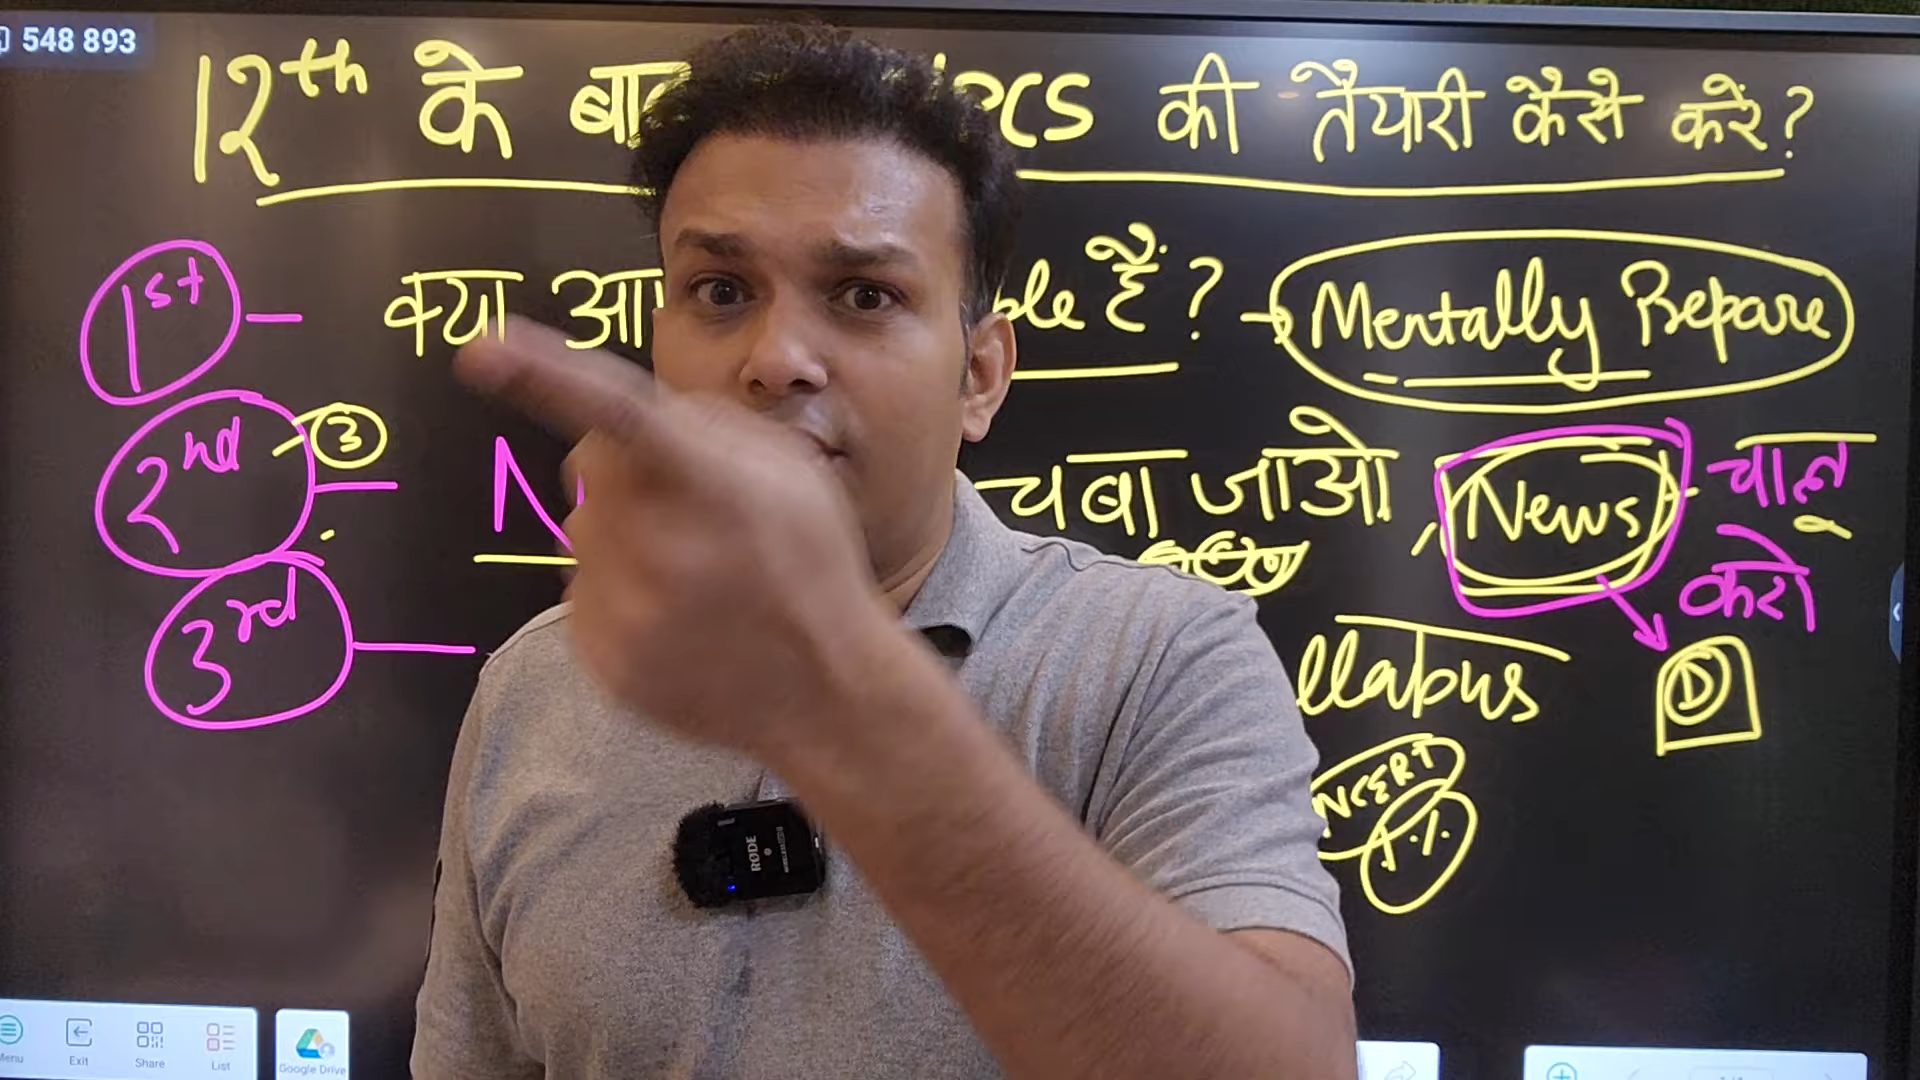 548 893
12th के बाद PCS की तैयारी कैसे करें?
1st - क्या आ ble हैं? → Mentally Prepare
2nd - 3 N चबा जाओ, News - चालू करो
D
3rd - llabus
NCERT
1%
RØDE
Menu Exit Share List Google Drive